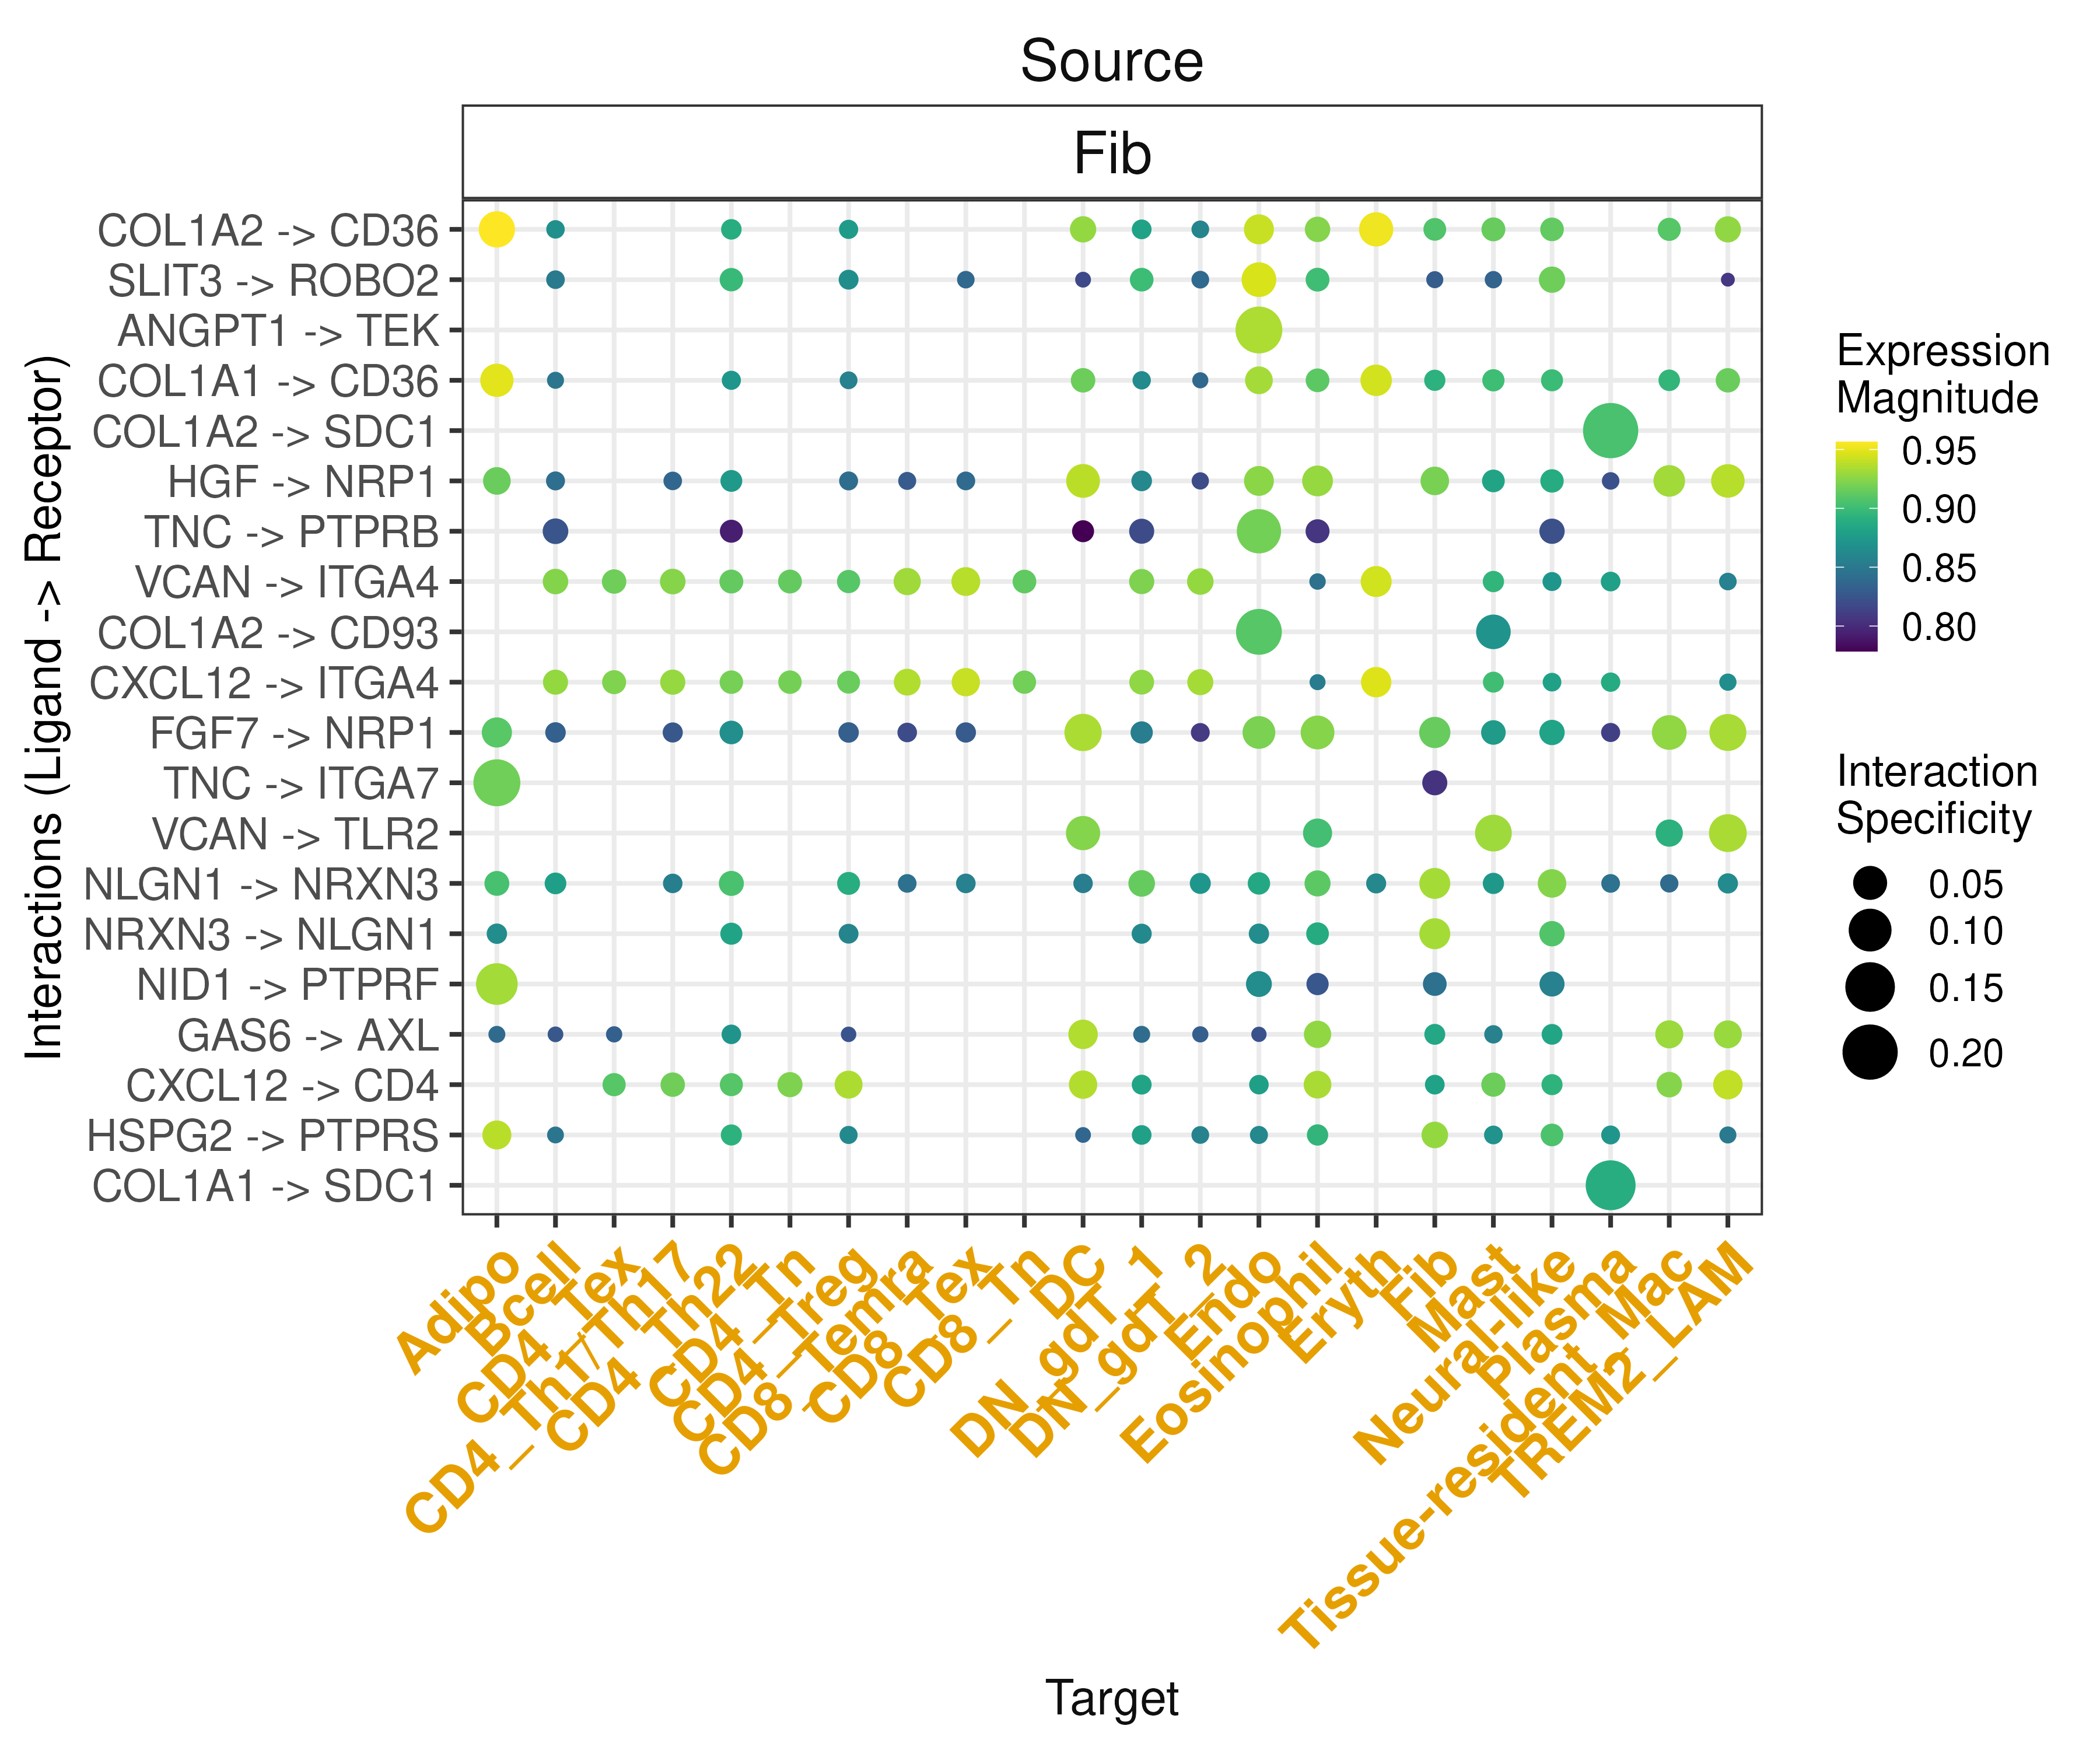 Source
Fib
Interactions (Ligand -> Receptor)
COL1A2 -> CD36
SLIT3 -> ROBO2
ANGPT1 -> TEK
COL1A1 -> CD36
COL1A2 -> SDC1
HGF -> NRP1
TNC -> PTPRB
VCAN -> ITGA4
COL1A2 -> CD93
CXCL12 -> ITGA4
FGF7 -> NRP1
TNC -> ITGA7
VCAN -> TLR2
NLGN1 -> NRXN3
NRXN3 -> NLGN1
NID1 -> PTPRF
GAS6 -> AXL
CXCL12 -> CD4
HSPG2 -> PTPRS
COL1A1 -> SDC1
Expression
Magnitude
0.95
0.90
0.85
0.80
Interaction
Specificity
0.05
0.10
0.15
0.20
Adipo
Bcell
CD4_Tex
CD4_Th1_Th17
CD4_Th22
CD4_Tn
CD4_Treg
CD8_Temra
CD8_Tex
CD8_Tn
DC
DN_gdT_1
DN_gdT_2
Endo
Eosinophil
Eryth
Fib
Mast
Neural-like
Plasma
Tissue-resident_Mac
TREM2_LAM
Target